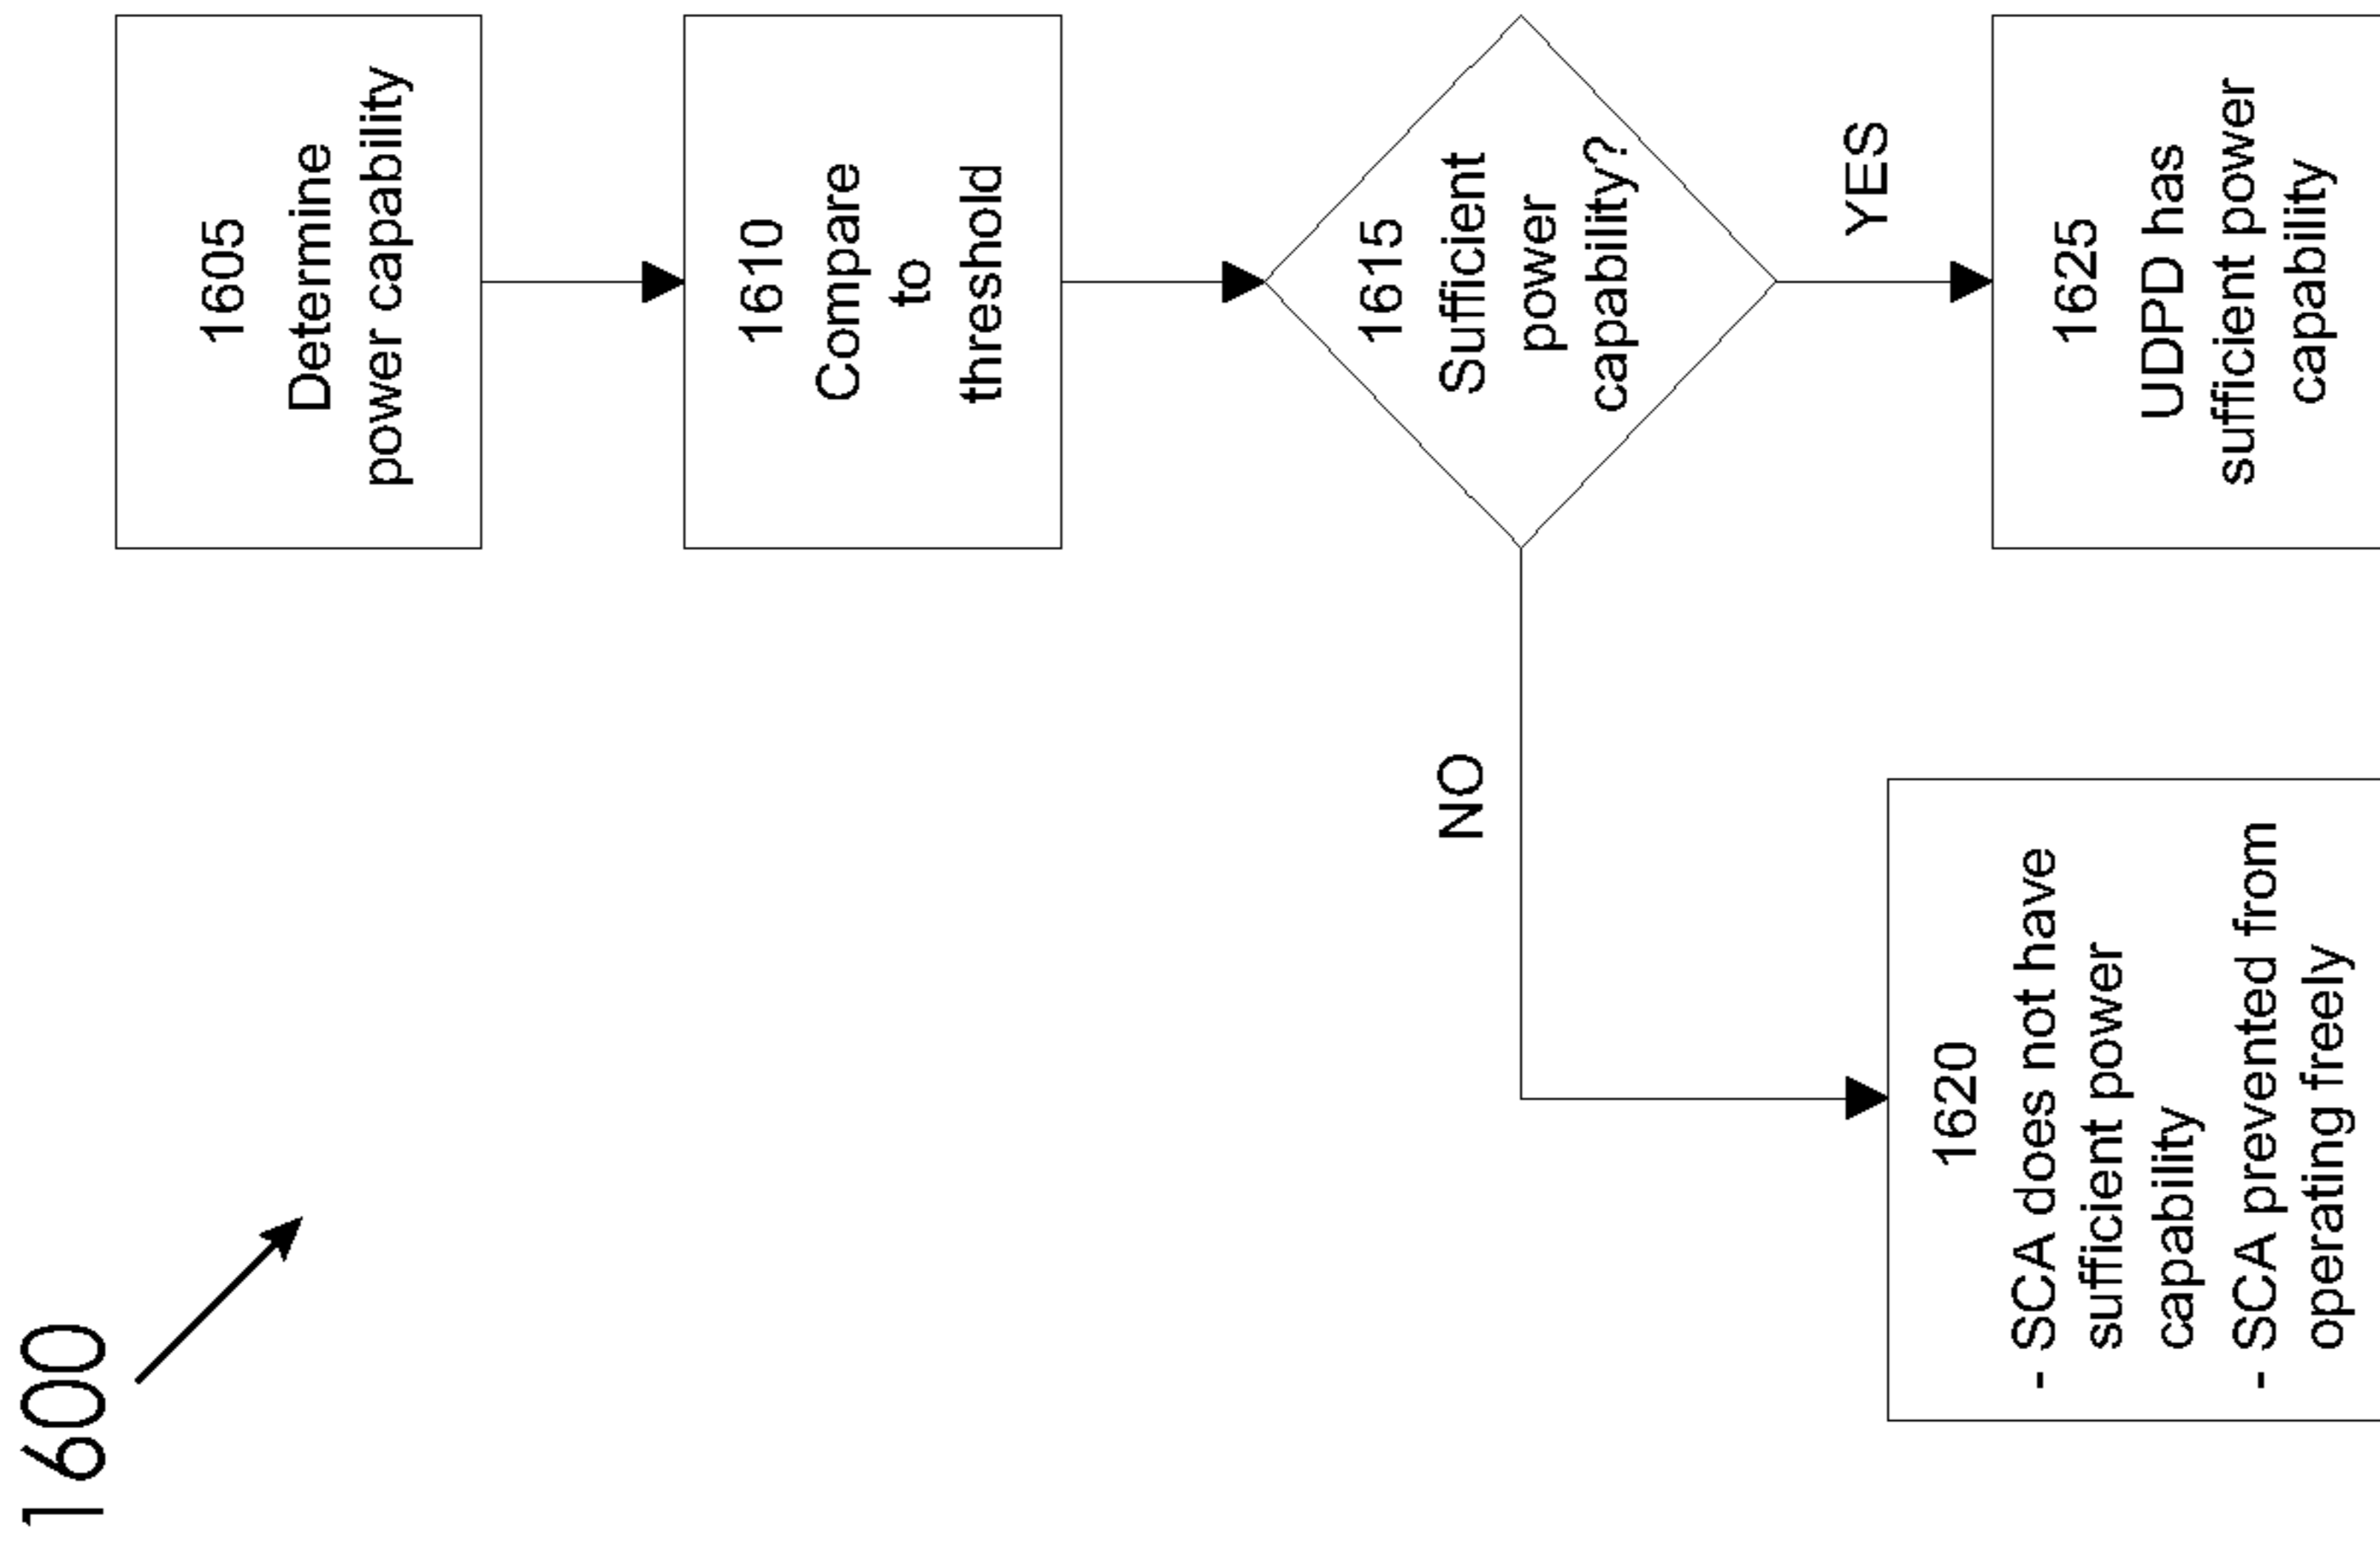 1600
1605
Determine
power capability
1610
Compare
to
threshold
1615
Sufficient
power
capability?
NO
YES
1620
- SCA does not have
sufficient power
capability
- SCA prevented from
operating freely
1625
UDPD has
sufficient power
capability